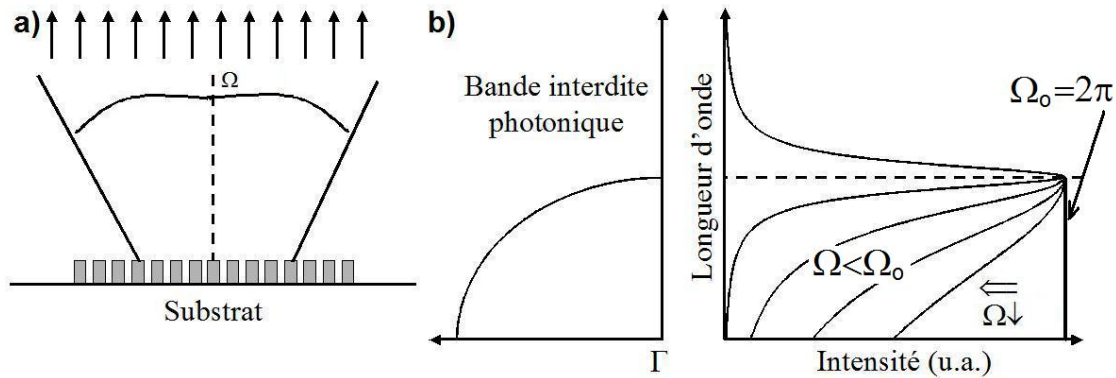 a)
Ω
Substrat
b)
Bande interdite
photonique
Γ
Longueur d'onde
Ωo=2π
Ω<Ωo
⇐
Ω↓
Intensité (u.a.)